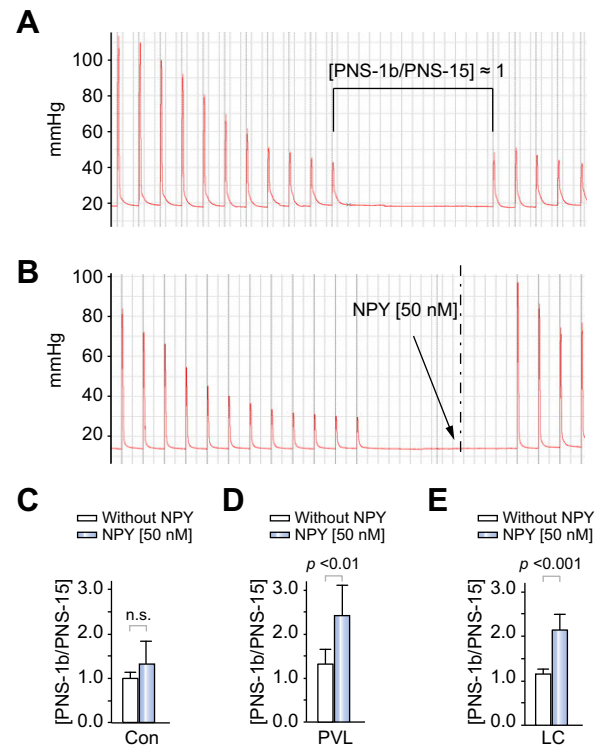 A
mmHg
100
80
60
40
20
[PNS-1b/PNS-15] ≈ 1
B
mmHg
100
80
60
40
20
NPY [50 nM]
C
Without NPY
NPY [50 nM]
[PNS-1b/PNS-15]
3.0
2.0
1.0
0.0
n.s.
Con
D
Without NPY
NPY [50 nM]
p <0.01
[PNS-1b/PNS-15]
3.0
2.0
1.0
0.0
PVL
E
Without NPY
NPY [50 nM]
p <0.001
[PNS-1b/PNS-15]
3.0
2.0
1.0
0.0
LC